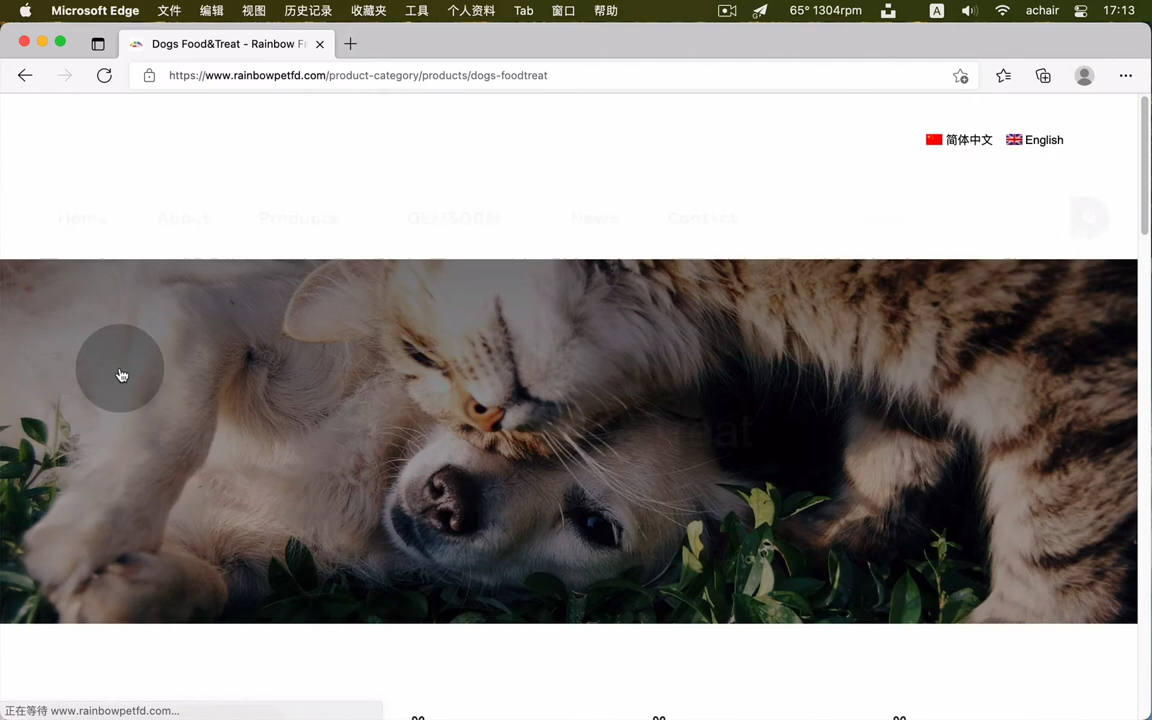 Microsoft Edge 文件 编辑 视图 历史记录 收藏夹 工具 个人资料 Tab 窗口 帮助 65° 1304rpm A achair 17:13
Dogs Food&Treat - Rainbow F
https://www.rainbowpetfd.com/product-category/products/dogs-foodtreat
简体中文 English
Home About Products OEM&ODM News Contact
正在等待 www.rainbowpetfd.com...